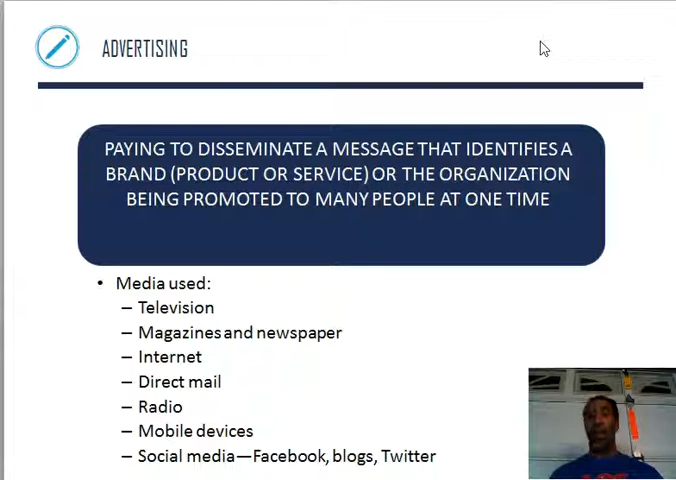 ADVERTISING
PAYING TO DISSEMINATE A MESSAGE THAT IDENTIFIES A
BRAND (PRODUCT OR SERVICE) OR THE ORGANIZATION
BEING PROMOTED TO MANY PEOPLE AT ONE TIME
• Media used:
– Television
– Magazines and newspaper
– Internet
– Direct mail
– Radio
– Mobile devices
– Social media—Facebook, blogs, Twitter